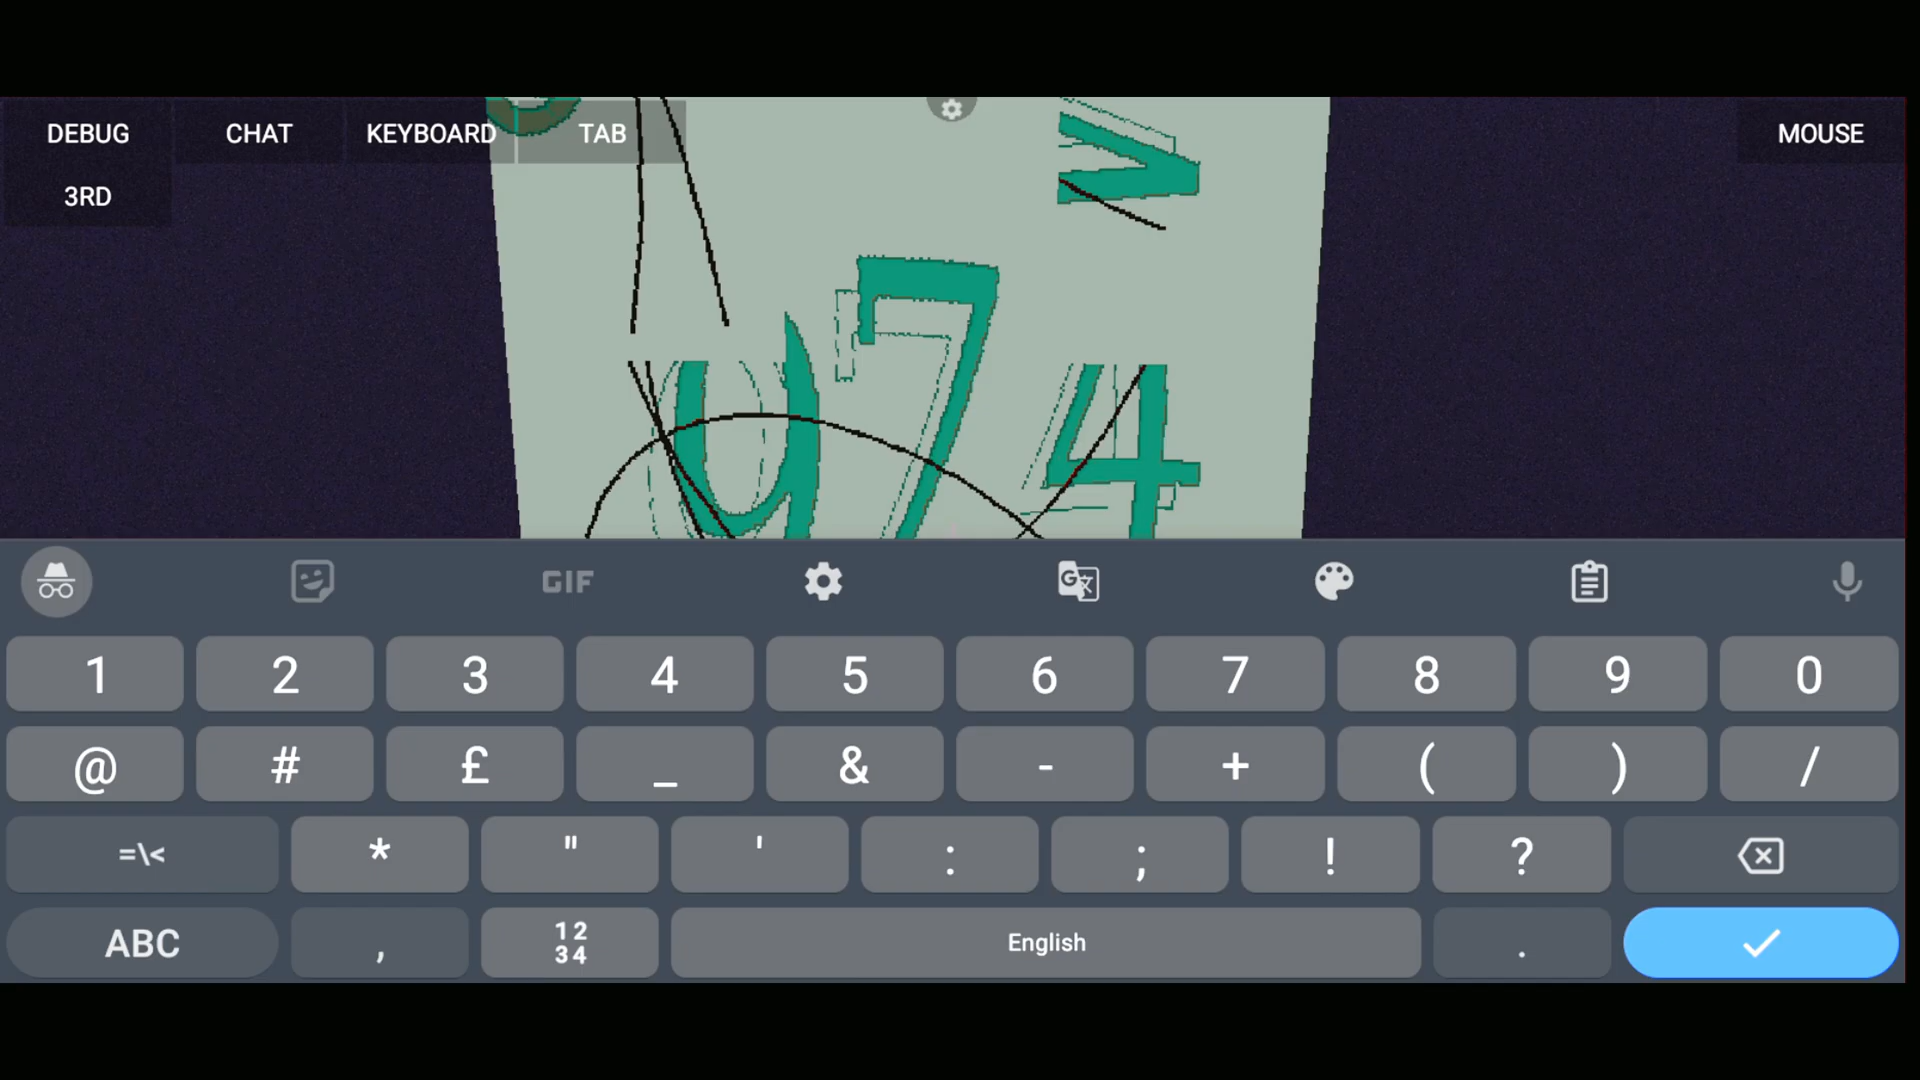 DEBUG CHAT KEYBOARD TAB MOUSE
3RD
74
GIF
1 2 3 4 5 6 7 8 9 0
@ # £ _ & - + ( ) /
=\< * " ' : ; ! ?
ABC , 12 34 English .